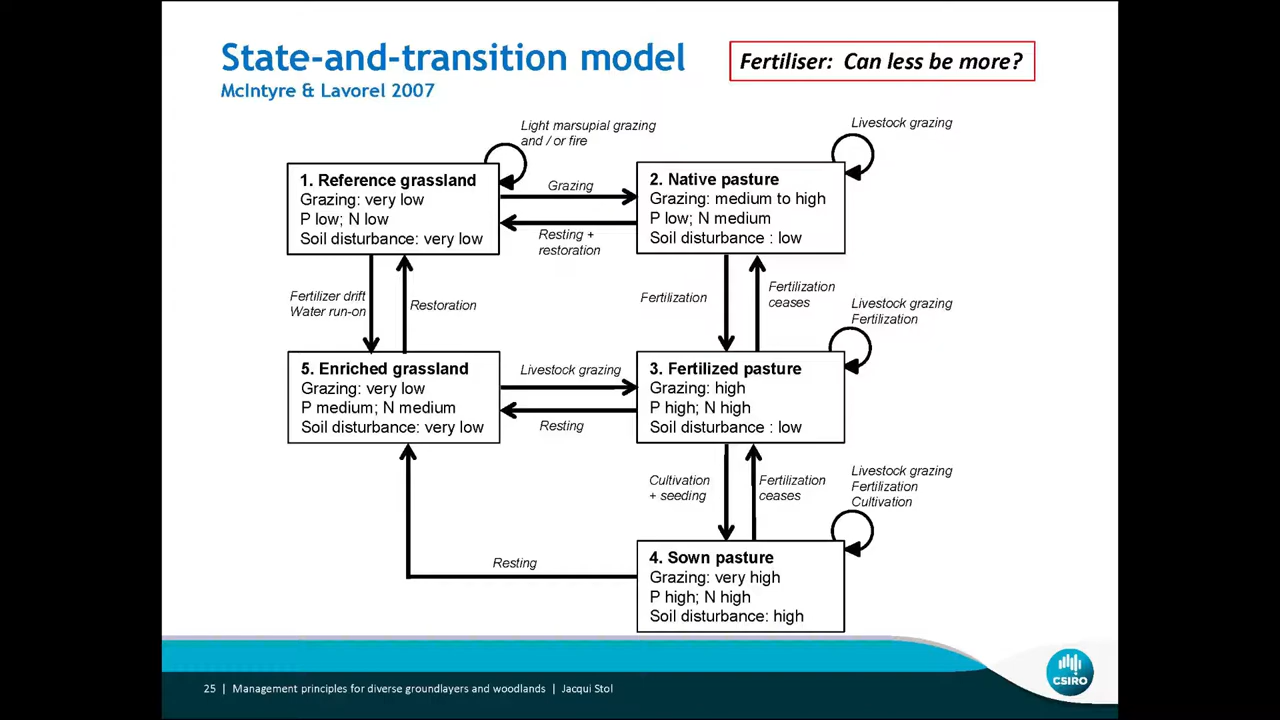 State-and-transition model
McIntyre & Lavorel 2007
Fertiliser: Can less be more?
Light marsupial grazing
and / or fire
Livestock grazing
1. Reference grassland
Grazing: very low
P low; N low
Soil disturbance: very low
Grazing
Resting +
restoration
2. Native pasture
Grazing: medium to high
P low; N medium
Soil disturbance : low
Fertilizer drift
Water run-on
Restoration
Fertilization
Fertilization
ceases
Livestock grazing
Fertilization
5. Enriched grassland
Grazing: very low
P medium; N medium
Soil disturbance: very low
Livestock grazing
Resting
3. Fertilized pasture
Grazing: high
P high; N high
Soil disturbance : low
Cultivation
+ seeding
Fertilization
ceases
Livestock grazing
Fertilization
Cultivation
Resting
4. Sown pasture
Grazing: very high
P high; N high
Soil disturbance: high
25 | Management principles for diverse groundlayers and woodlands | Jacqui Stol
CSIRO